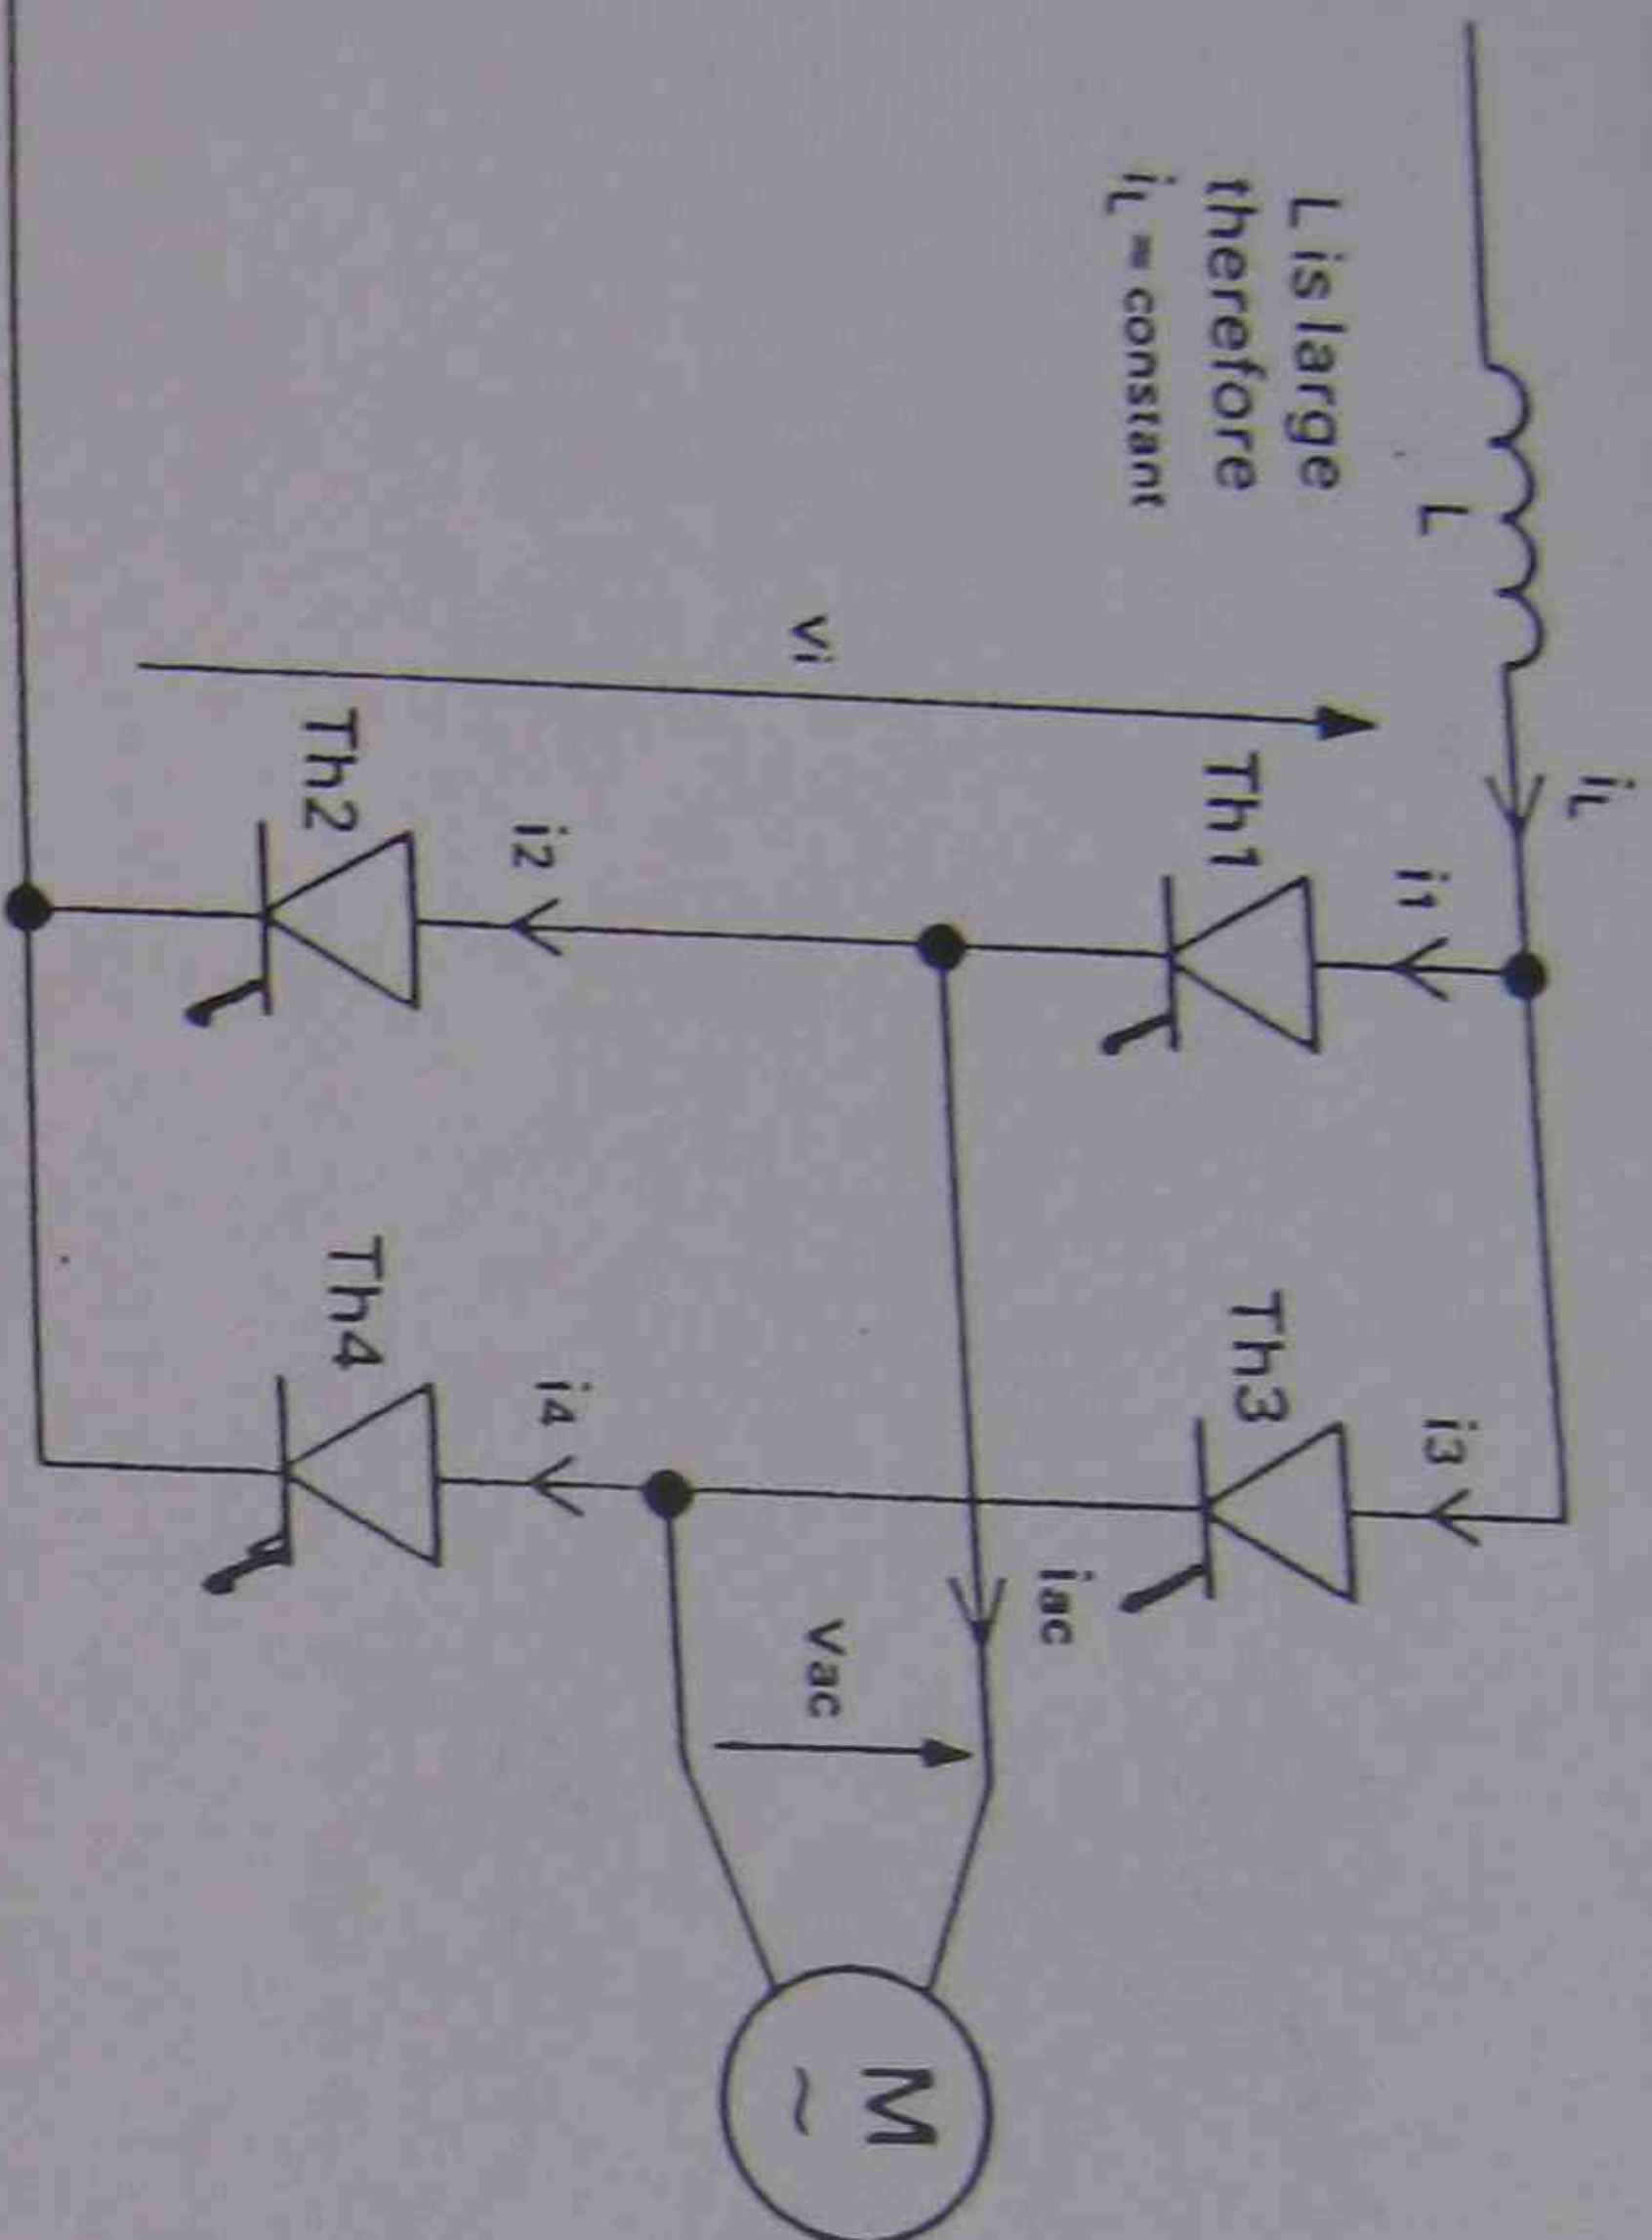 iL
L
L is large
therefore
iL = constant
i1
i3
Th1
Th3
Vi
iac
Vac
M
~
i2
i4
Th2
Th4